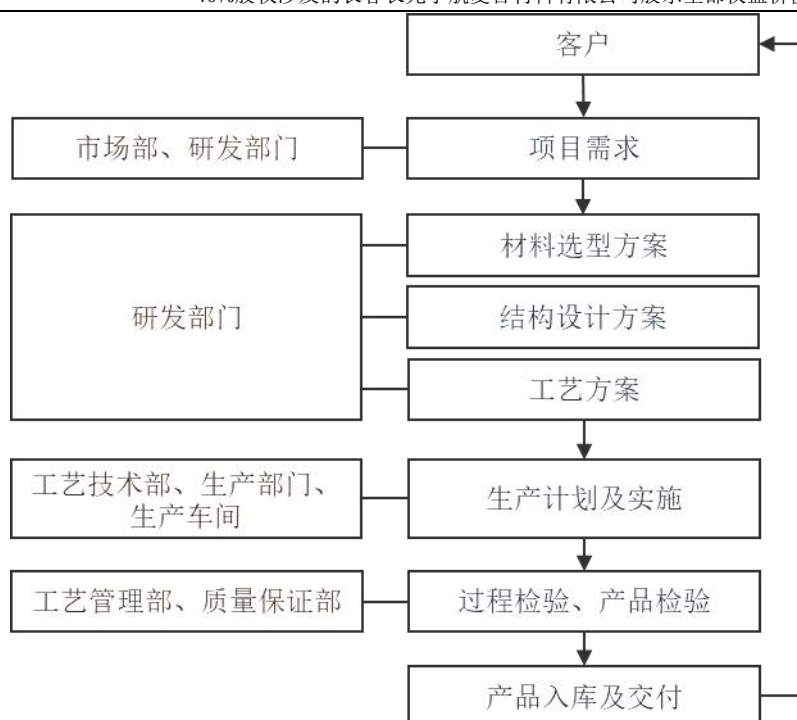 客户
市场部、研发部门
项目需求
材料选型方案
研发部门
结构设计方案
工艺方案
工艺技术部、生产部门、
生产车间
生产计划及实施
工艺管理部、质量保证部
过程检验、产品检验
产品入库及交付